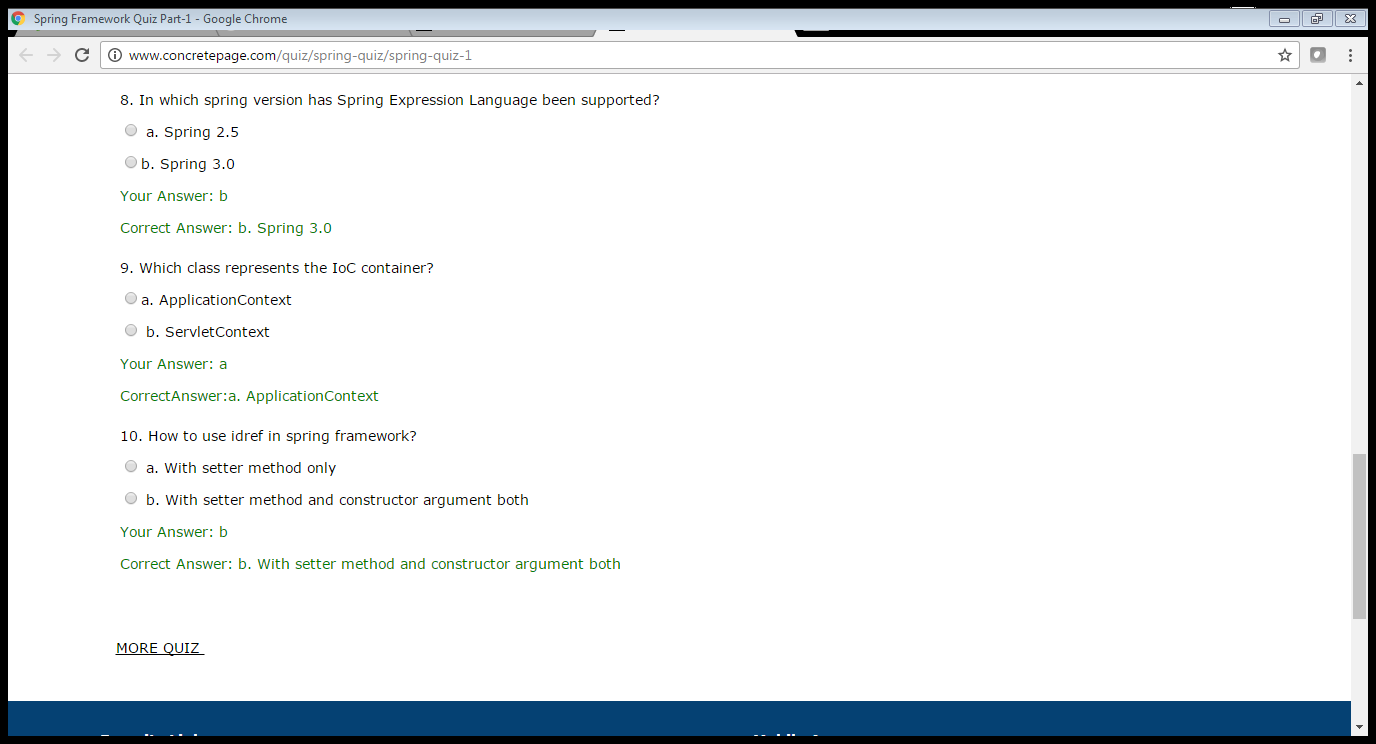 Spring Framework Quiz Part-1 - Google Chrome
www.concretepage.com/quiz/spring-quiz/spring-quiz-1
8. In which spring version has Spring Expression Language been supported?
a. Spring 2.5
b. Spring 3.0
Your Answer: b
Correct Answer: b. Spring 3.0
9. Which class represents the IoC container?
a. ApplicationContext
b. ServletContext
Your Answer: a
CorrectAnswer:a. ApplicationContext
10. How to use idref in spring framework?
a. With setter method only
b. With setter method and constructor argument both
Your Answer: b
Correct Answer: b. With setter method and constructor argument both
MORE QUIZ